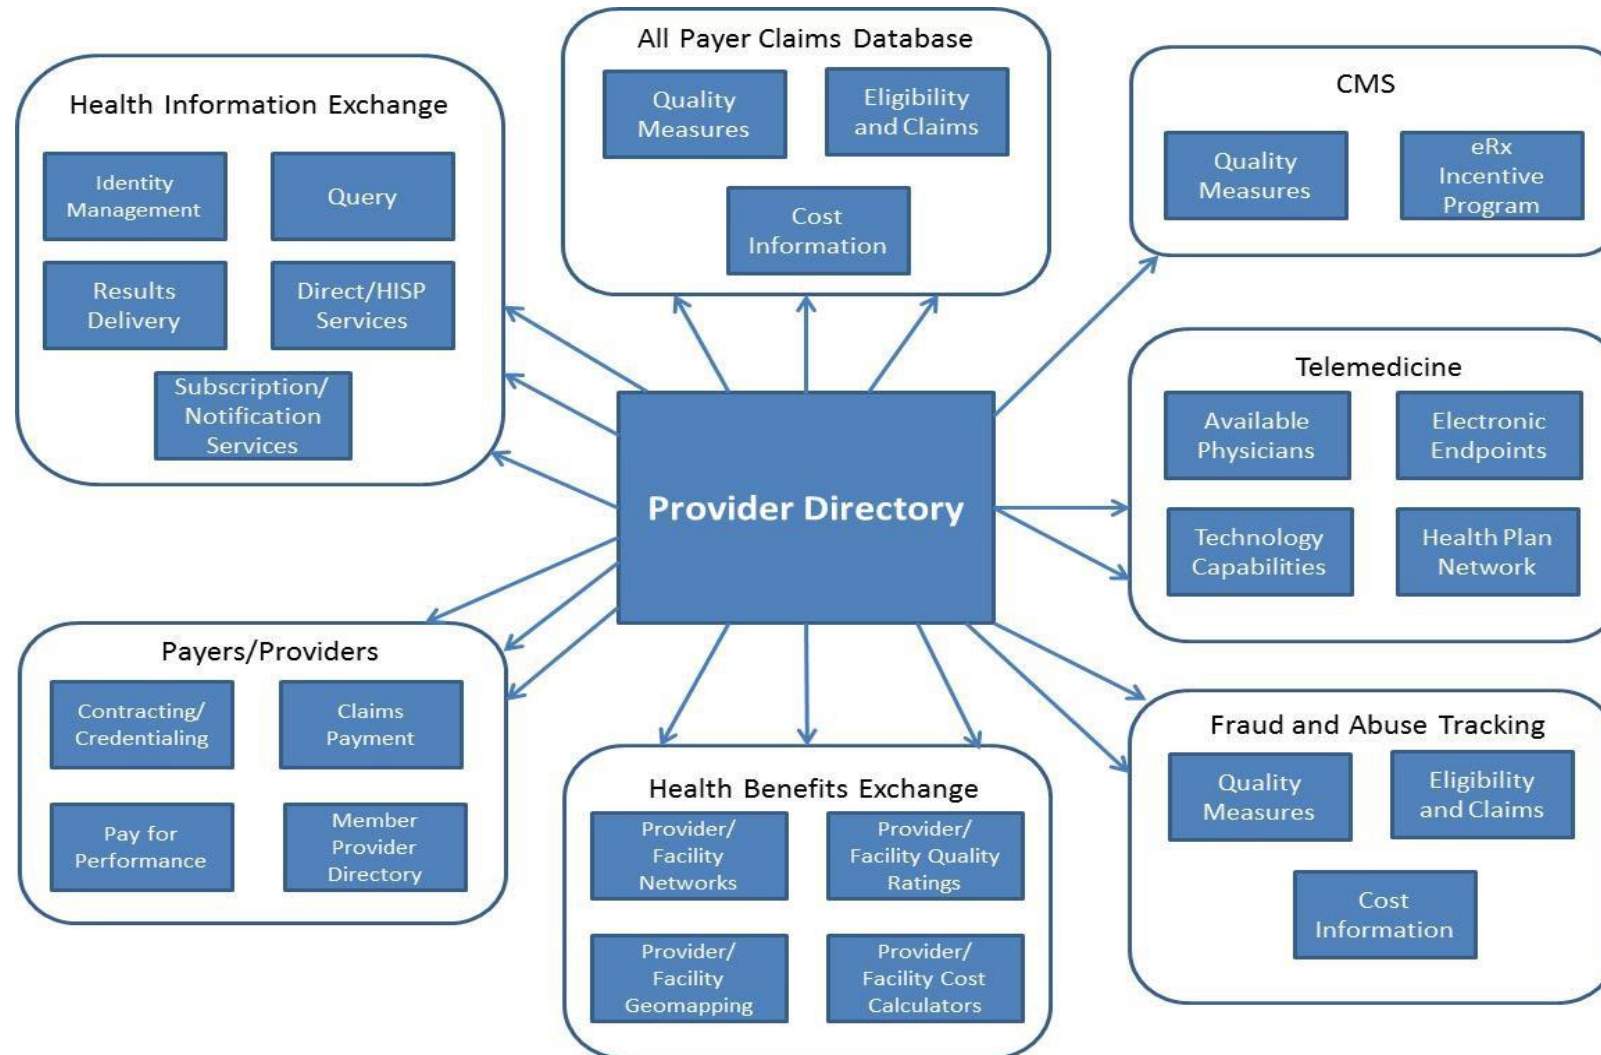 All Payer Claims Database
Quality
Measures
Eligibility
and Claims
Cost
Information
Health Information Exchange
Identity
Management
Query
Results
Delivery
Direct/HISP
Services
Subscription/
Notification
Services
CMS
Quality
Measures
eRx
Incentive
Program
Telemedicine
Available
Physicians
Electronic
Endpoints
Technology
Capabilities
Health Plan
Network
Provider Directory
Payers/Providers
Contracting/
Credentialing
Claims
Payment
Pay for
Performance
Member
Provider
Directory
Health Benefits Exchange
Provider/
Facility
Networks
Provider/
Facility Quality
Ratings
Provider/
Facility
Geomapping
Provider/
Facility Cost
Calculators
Fraud and Abuse Tracking
Quality
Measures
Eligibility
and Claims
Cost
Information